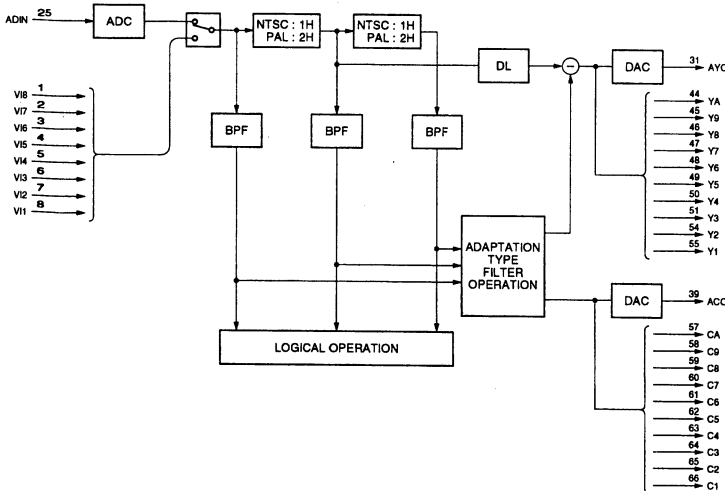 ADIN 25
ADC
NTSC : 1H
PAL : 2H
NTSC : 1H
PAL : 2H
DL
−
DAC
31 AYO
VI8 1
VI7 2
VI6 3
VI5 4
VI4 5
VI3 6
VI2 7
VI1 8
BPF
BPF
BPF
44 YA
45 Y9
46 Y8
47 Y7
48 Y6
49 Y5
50 Y4
51 Y3
54 Y2
55 Y1
ADAPTATION
TYPE
FILTER
OPERATION
LOGICAL OPERATION
DAC
39 ACO
57 CA
58 C9
59 C8
60 C7
61 C6
62 C5
63 C4
64 C3
65 C2
66 C1